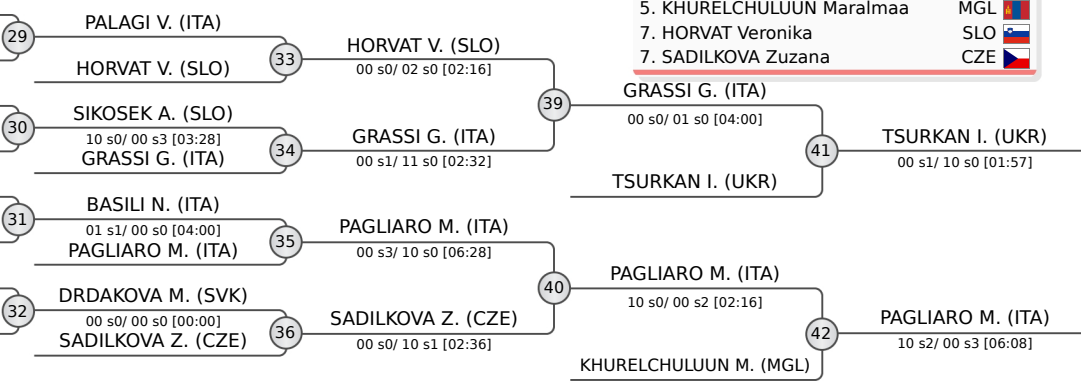 5. KHURELCHULUUN Maralmaa MGL
7. HORVAT Veronika SLO
7. SADILKOVA Zuzana CZE
29
PALAGI V. (ITA)
HORVAT V. (SLO)
33
HORVAT V. (SLO)
00 s0/ 02 s0 [02:16]
30
SIKOSEK A. (SLO)
10 s0/ 00 s3 [03:28]
GRASSI G. (ITA)
34
GRASSI G. (ITA)
00 s1/ 11 s0 [02:32]
39
GRASSI G. (ITA)
00 s0/ 01 s0 [04:00]
TSURKAN I. (UKR)
41
TSURKAN I. (UKR)
00 s1/ 10 s0 [01:57]
31
BASILI N. (ITA)
01 s1/ 00 s0 [04:00]
PAGLIARO M. (ITA)
35
PAGLIARO M. (ITA)
00 s3/ 10 s0 [06:28]
32
DRDAKOVA M. (SVK)
00 s0/ 00 s0 [00:00]
SADILKOVA Z. (CZE)
36
SADILKOVA Z. (CZE)
00 s0/ 10 s1 [02:36]
40
PAGLIARO M. (ITA)
10 s0/ 00 s2 [02:16]
KHURELCHULUUN M. (MGL)
42
PAGLIARO M. (ITA)
10 s2/ 00 s3 [06:08]